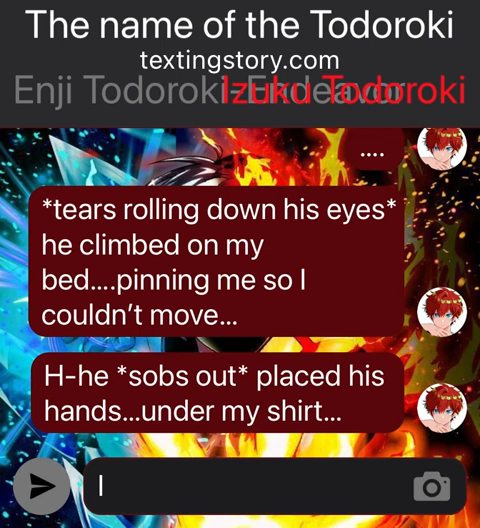 The name of the Todoroki
textingstory.com
Enji Todoroki-Endeavor Izuku Todoroki
....
*tears rolling down his eyes*
he climbed on my
bed....pinning me so I
couldn't move...
H-he *sobs out* placed his
hands...under my shirt...